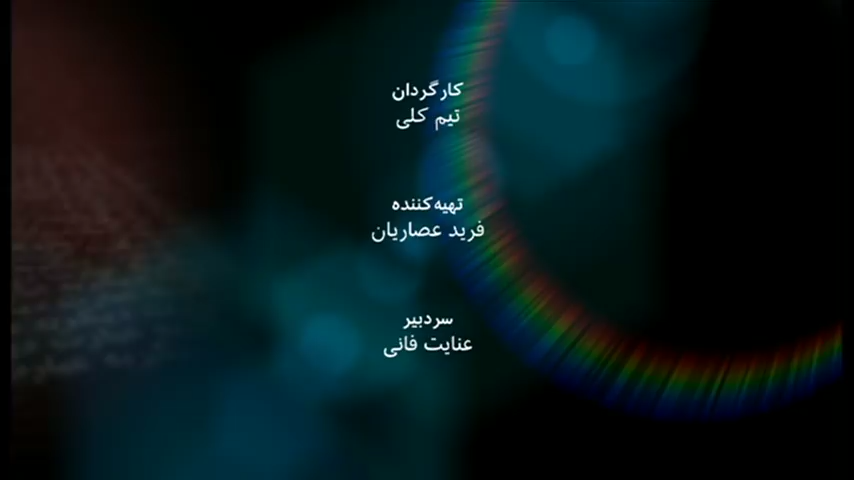 کارگردان
تیم کلی
تهیه‌کننده
فرید عصاریان
سردبیر
عنایت فانی